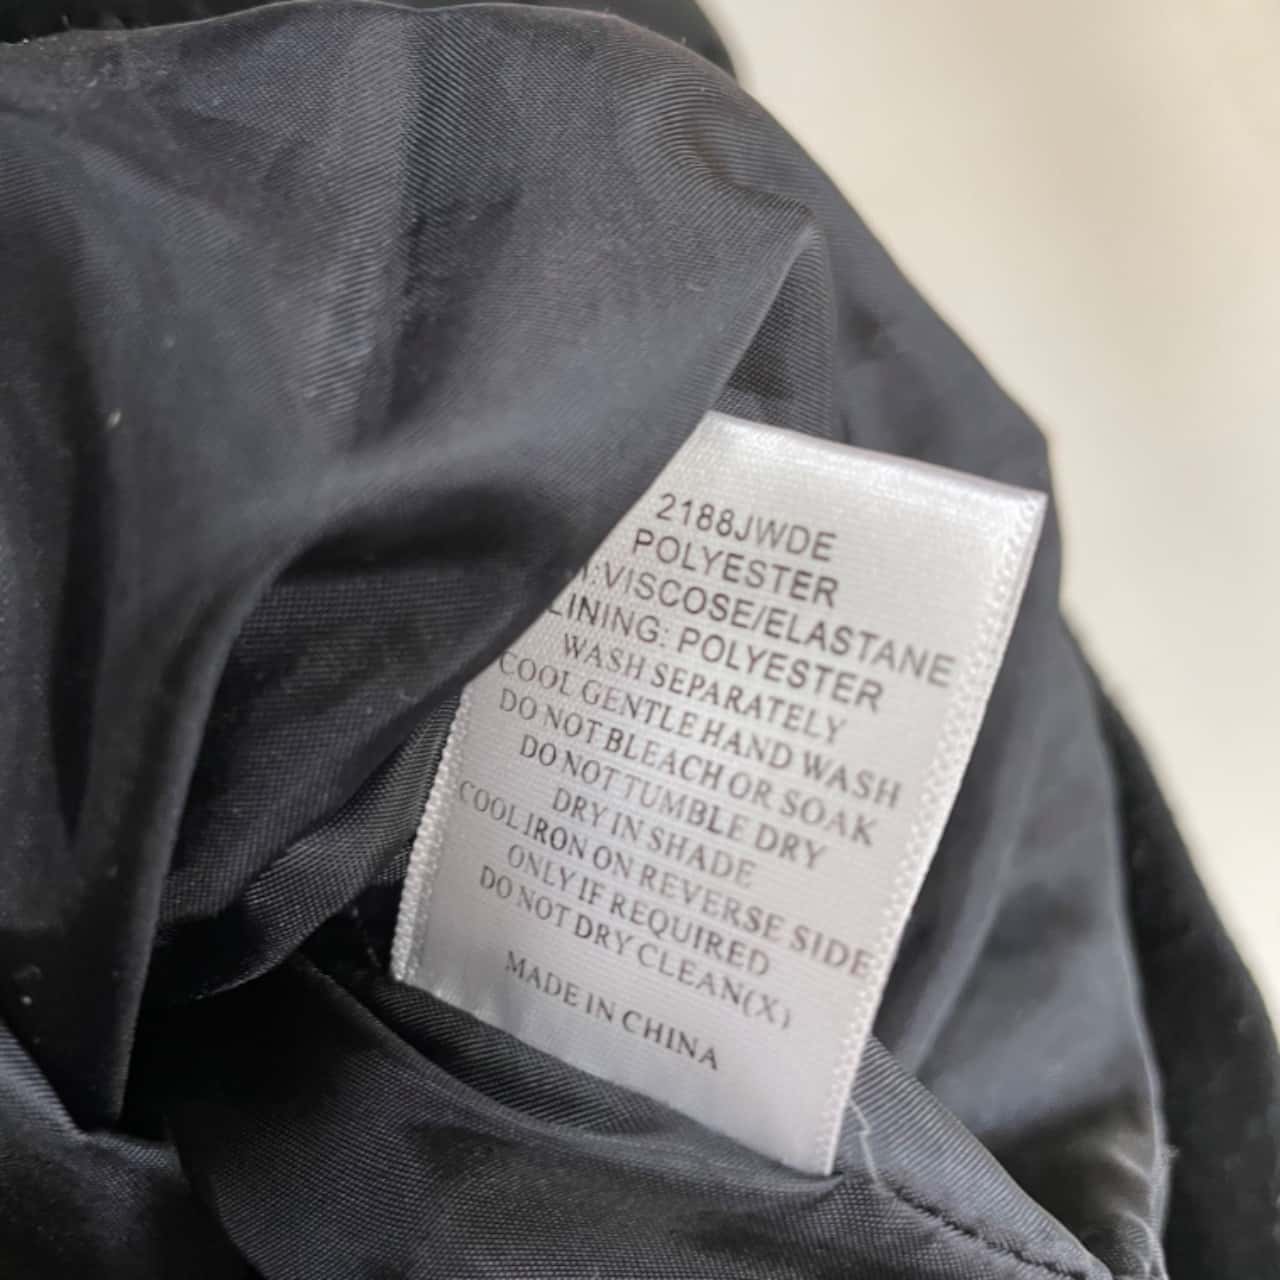 2188JWDE
POLYESTER
:VISCOSE/ELASTANE
LINING: POLYESTER
WASH SEPARATELY
COOL GENTLE HAND WASH
DO NOT BLEACH OR SOAK
DO NOT TUMBLE DRY
DRY IN SHADE
COOL IRON ON REVERSE SIDE
ONLY IF REQUIRED
DO NOT DRY CLEAN(X)
MADE IN CHINA